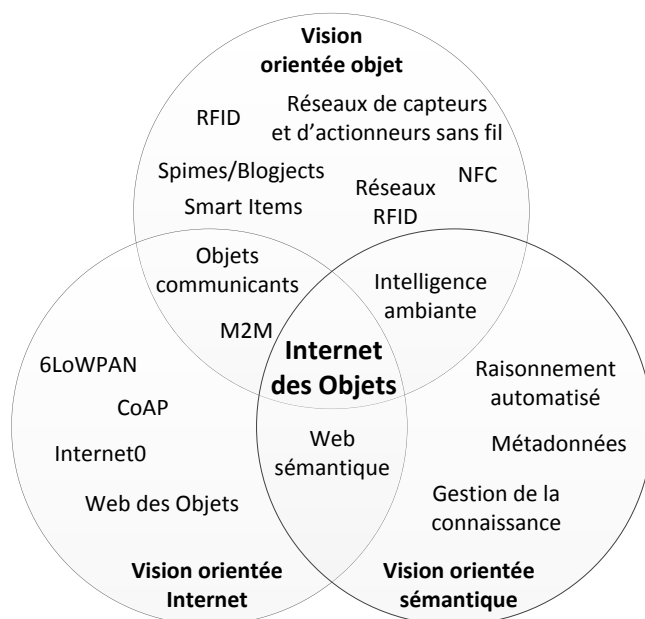 Vision
orientée objet
RFID
Réseaux de capteurs
et d'actionneurs sans fil
Spimes/Blogjects
NFC
Réseaux
RFID
Smart Items
Objets
communicants
Intelligence
ambiante
M2M
Internet
des Objets
6LoWPAN
CoAP
Internet0
Web des Objets
Web
sémantique
Raisonnement
automatisé
Métadonnées
Gestion de la
connaissance
Vision orientée
Internet
Vision orientée
sémantique